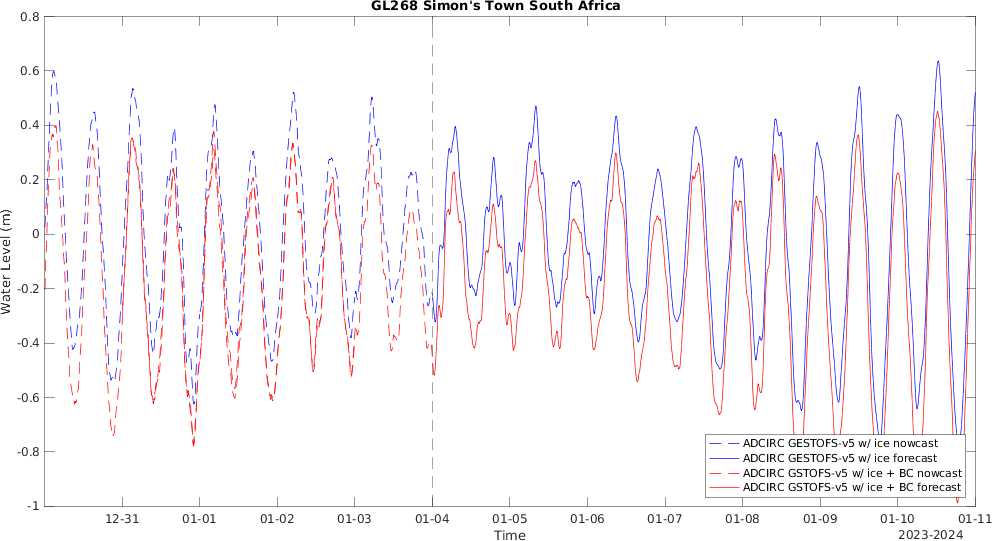 GL268 Simon's Town South Africa
0.8
0.6
0.4
0.2
0
-0.2
-0.4
-0.6
-0.8
-1
Water Level (m)
ADCIRC GESTOFS-v5 w/ ice nowcast
ADCIRC GESTOFS-v5 w/ ice forecast
ADCIRC GSTOFS-v5 w/ ice + BC nowcast
ADCIRC GSTOFS-v5 w/ ice + BC forecast
12-31 01-01 01-02 01-03 01-04 01-05 01-06 01-07 01-08 01-09 01-10 01-11
Time
2023-2024